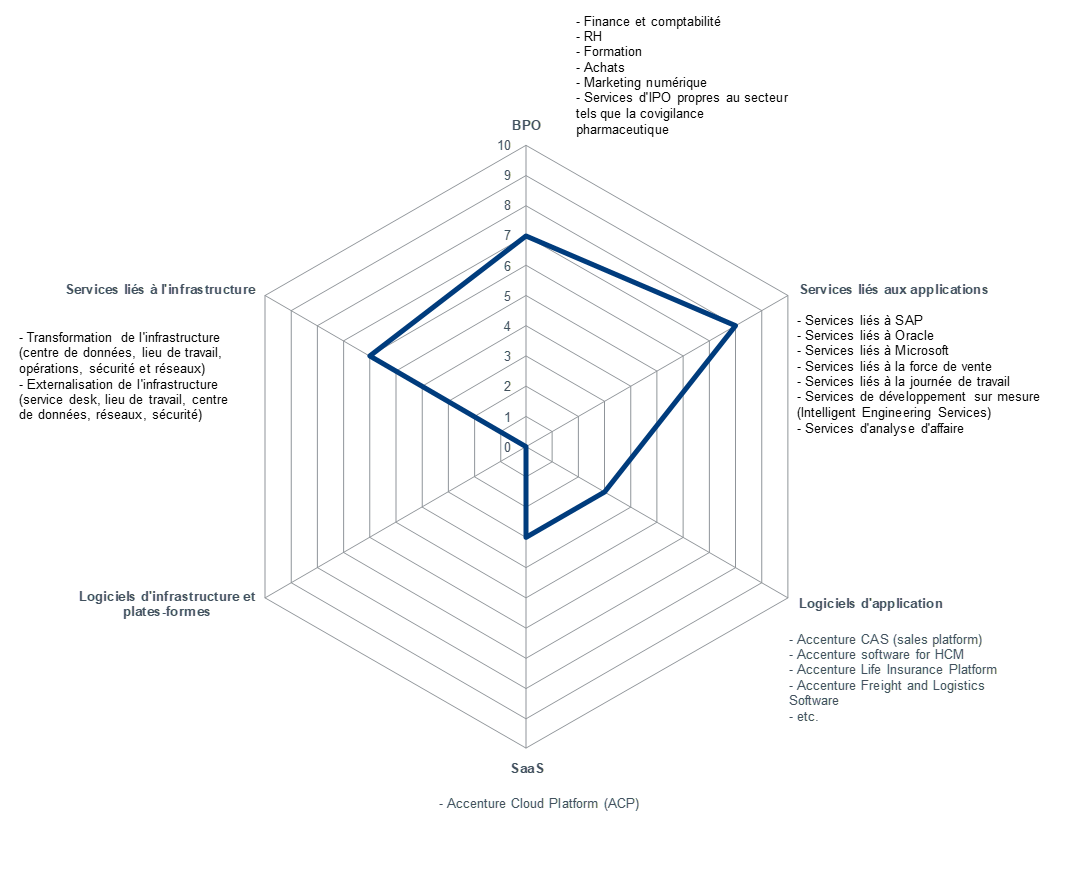 - Finance et comptabilité
- RH
- Formation
- Achats
- Marketing numérique
- Services d'IPO propres au secteur
tels que la covigilance
pharmaceutique
BPO
10
9
8
7
6
5
4
3
2
1
0
Services liés à l'infrastructure
- Transformation de l'infrastructure
(centre de données, lieu de travail,
opérations, sécurité et réseaux)
- Externalisation de l'infrastructure
(service desk, lieu de travail, centre
de données, réseaux, sécurité)
Services liés aux applications
- Services liés à SAP
- Services liés à Oracle
- Services liés à Microsoft
- Services liés à la force de vente
- Services liés à la journée de travail
- Services de développement sur mesure
(Intelligent Engineering Services)
- Services d'analyse d'affaire
Logiciels d'infrastructure et
plates-formes
Logiciels d'application
- Accenture CAS (sales platform)
- Accenture software for HCM
- Accenture Life Insurance Platform
- Accenture Freight and Logistics
Software
- etc.
SaaS
- Accenture Cloud Platform (ACP)